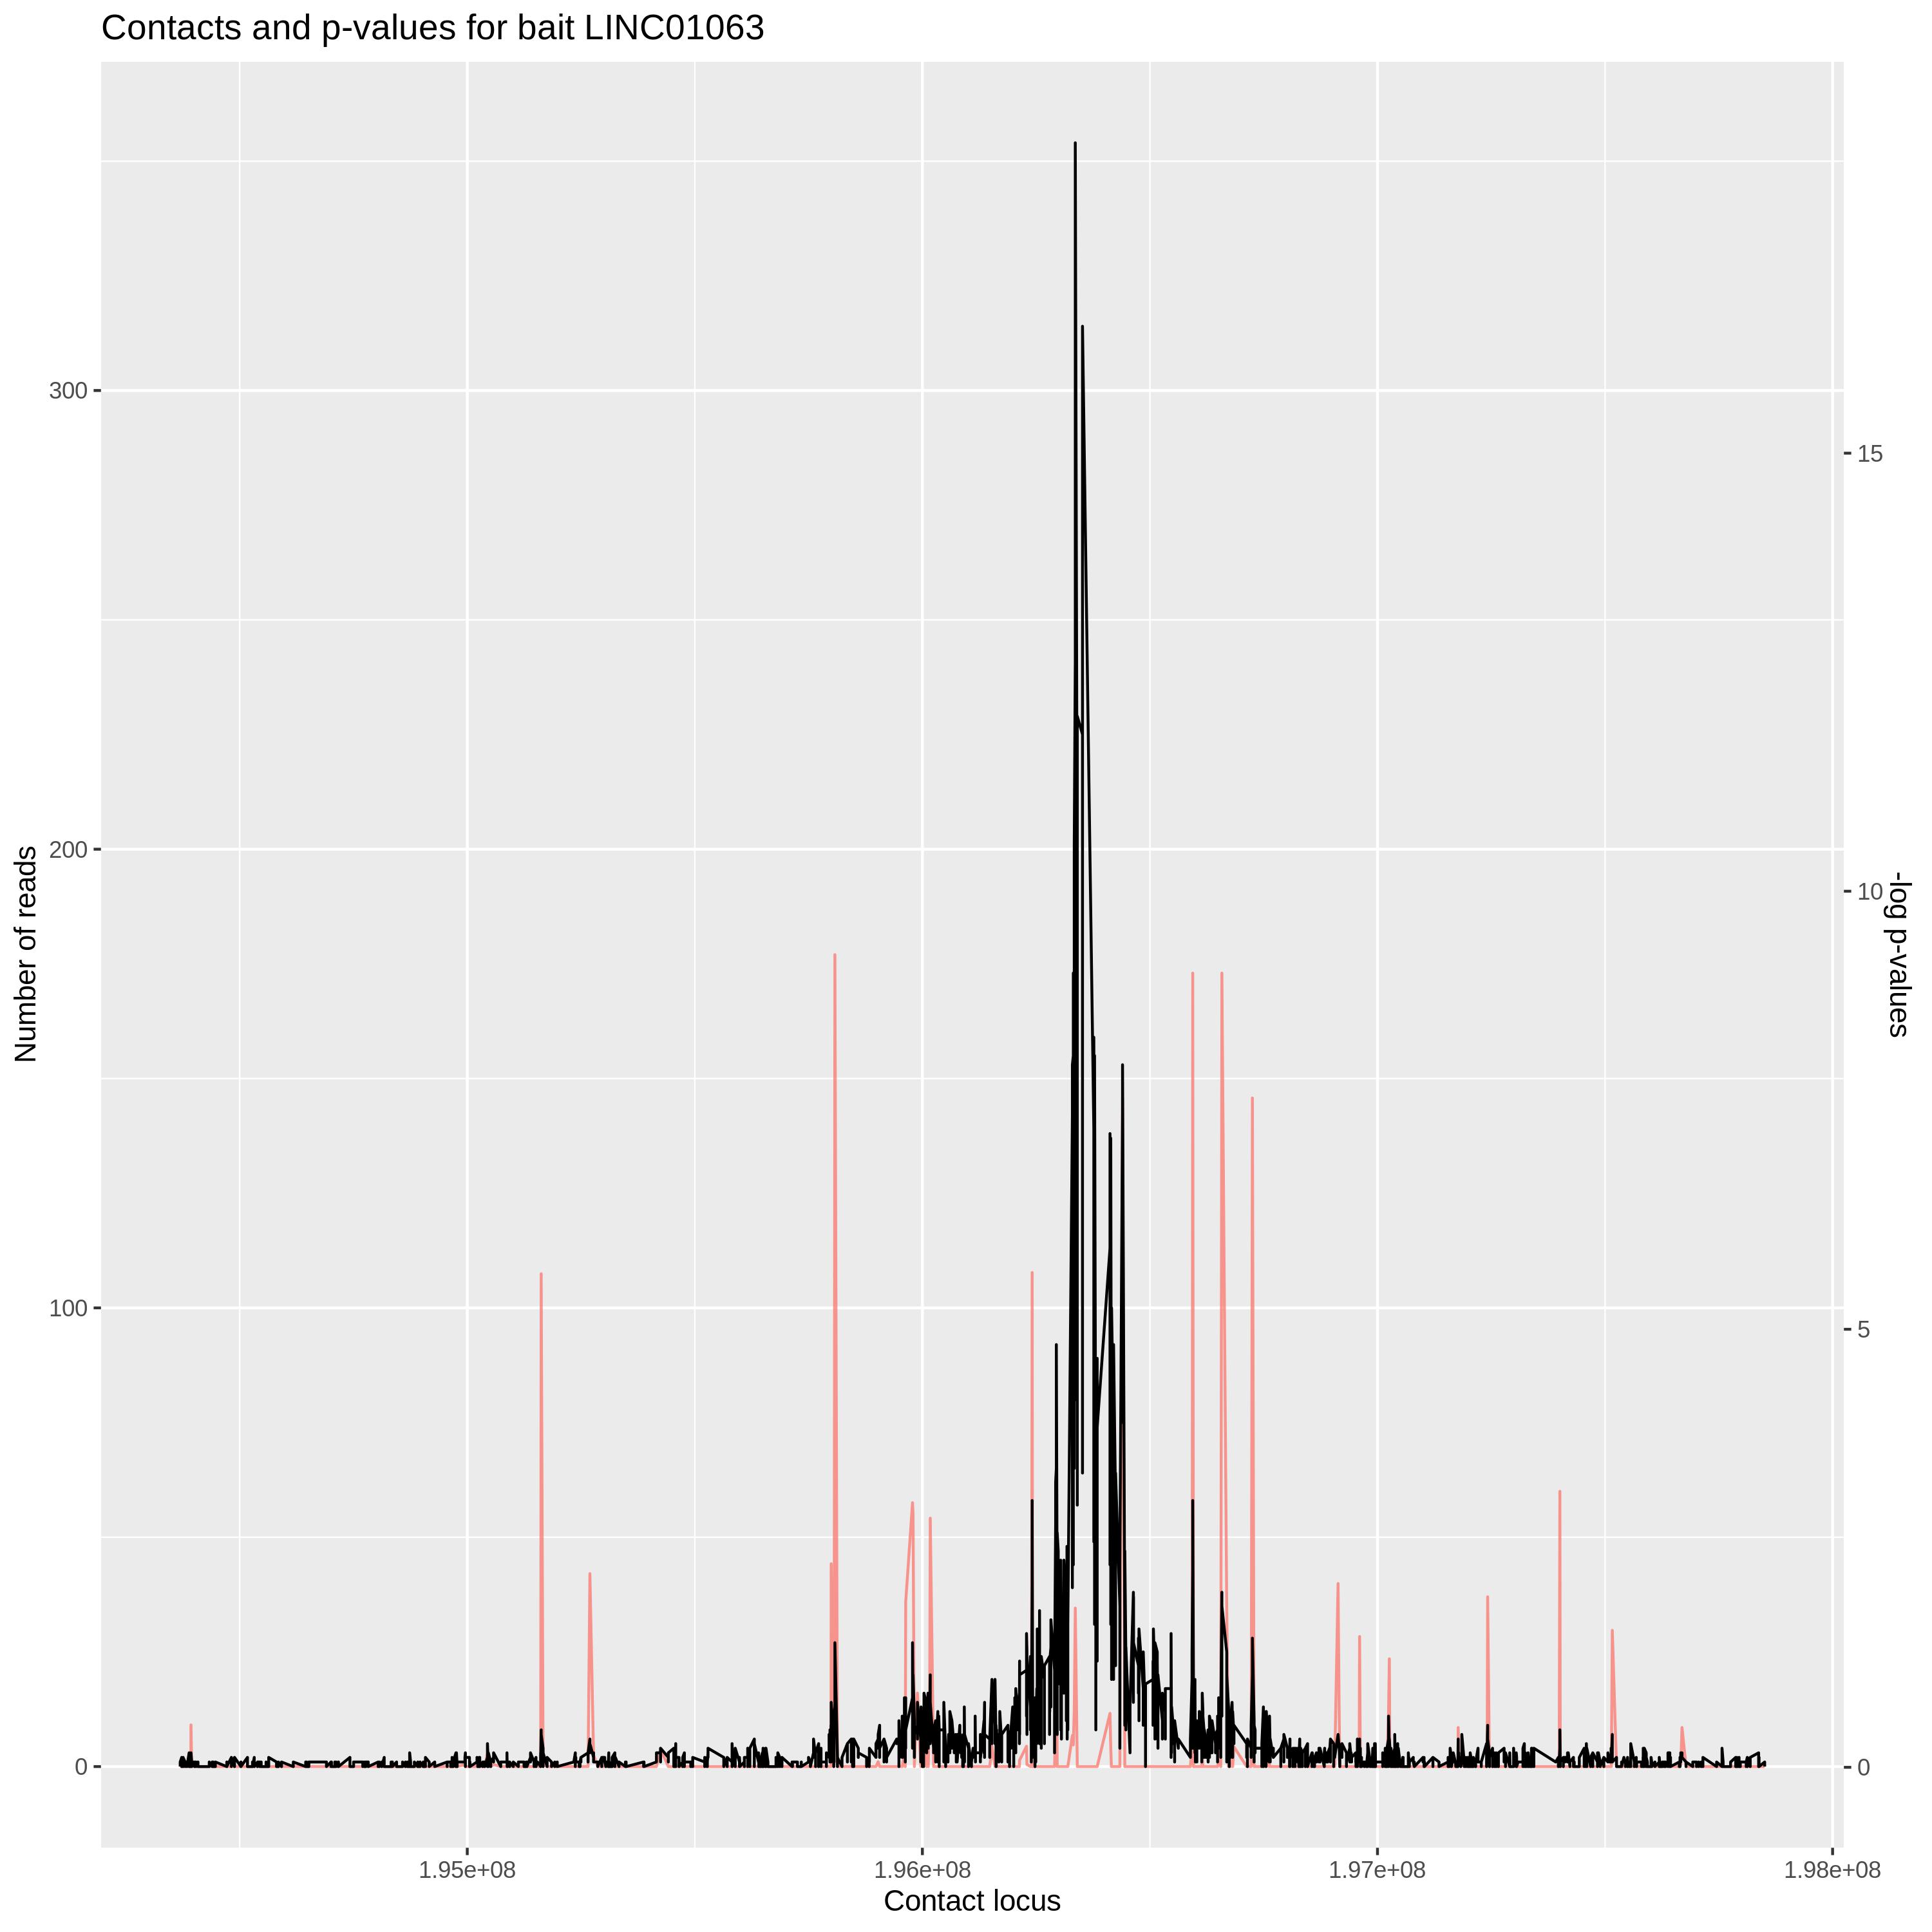 Contacts and p-values for bait LINC01063
Number of reads
300
200
100
0
15
10
5
0
-log p-values
1.95e+08
1.96e+08
1.97e+08
1.98e+08
Contact locus